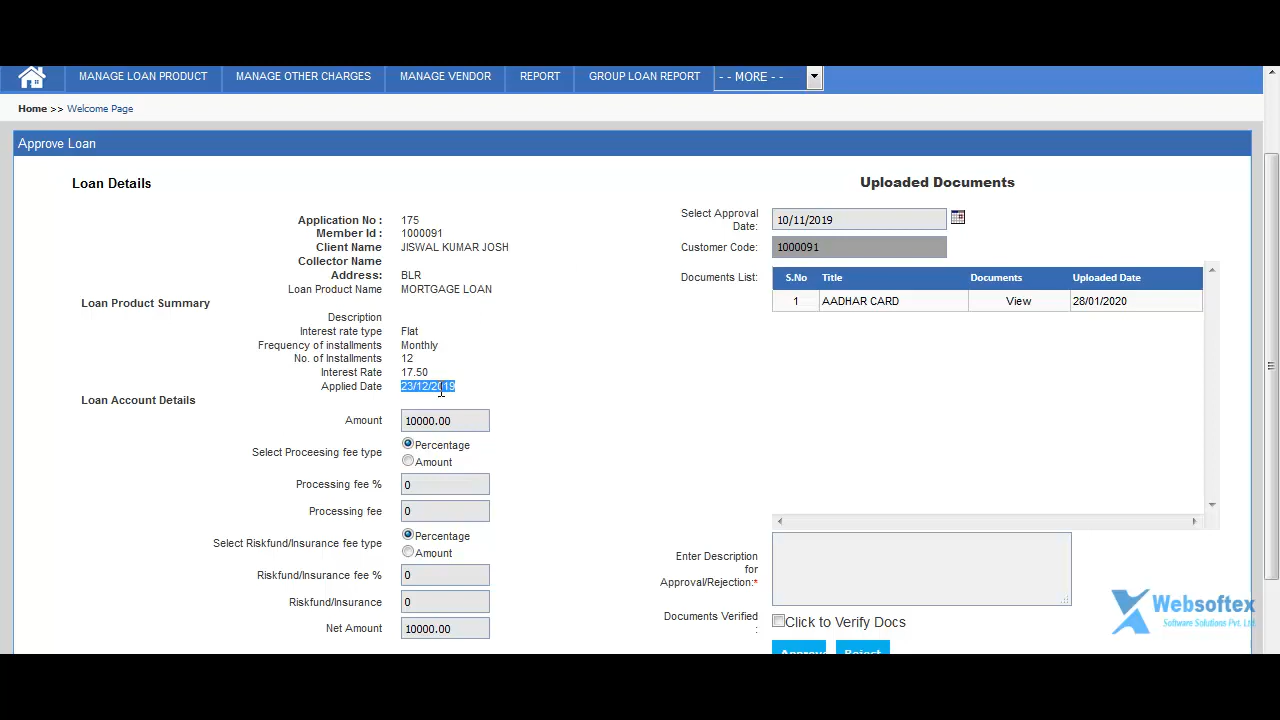 MANAGE LOAN PRODUCT MANAGE OTHER CHARGES MANAGE VENDOR REPORT GROUP LOAN REPORT - - MORE - -
Home >> Welcome Page
Approve Loan
Loan Details
Application No : 175
Member Id : 1000091
Client Name JISWAL KUMAR JOSH
Collector Name
Address: BLR
Loan Product Name MORTGAGE LOAN
Loan Product Summary
Description
Interest rate type Flat
Frequency of installments Monthly
No. of Installments 12
Interest Rate 17.50
Applied Date 23/12/2019
Loan Account Details
Amount 10000.00
Select Proceesing fee type Percentage
Amount
Processing fee % 0
Processing fee 0
Select Riskfund/Insurance fee type Percentage
Amount
Riskfund/Insurance fee % 0
Riskfund/Insurance 0
Net Amount 10000.00
Uploaded Documents
Select Approval
Date: 10/11/2019
Customer Code: 1000091
Documents List: S.No Title Documents Uploaded Date
1 AADHAR CARD View 28/01/2020
Enter Description
for
Approval/Rejection:*
Documents Verified
: Click to Verify Docs
Approve Reject
Websoftex
Software Solutions Pvt. Ltd